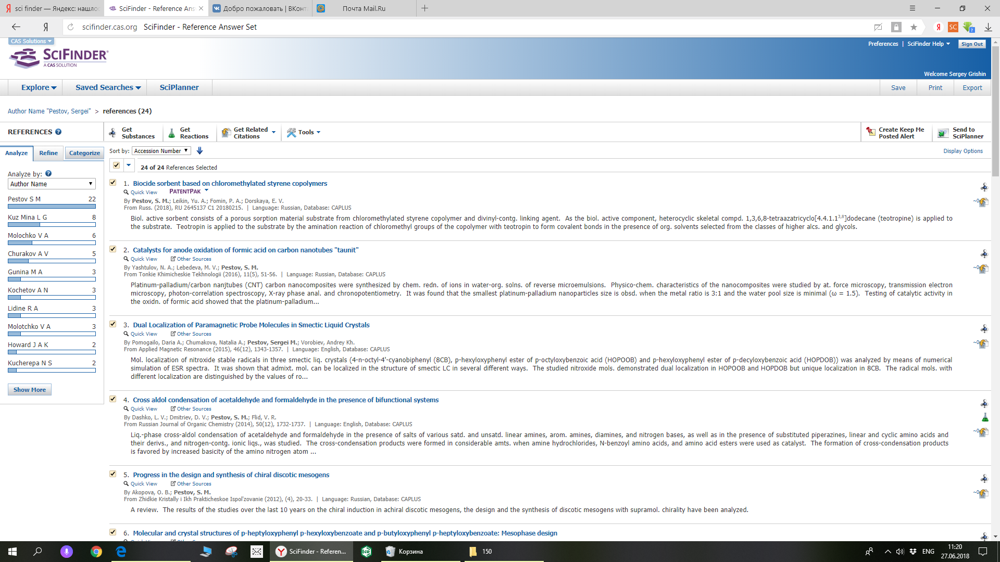 sci finder — Яндекс: нашлос
SciFinder - Reference Ans
Добро пожаловать | ВКонт
Почта Mail.Ru
scifinder.cas.org SciFinder - Reference Answer Set
CAS Solutions
Preferences | SciFinder Help
Sign Out
SCIFINDER®
A CAS SOLUTION
Welcome Sergey Grishin
Explore
Saved Searches
SciPlanner
Save
Print
Export
Author Name "Pestov, Sergei" > references (24)
REFERENCES
Get Substances
Get Reactions
Get Related Citations
Tools
Create Keep Me Posted Alert
Send to SciPlanner
Analyze
Refine
Categorize
Sort by: Accession Number
Display Options
24 of 24 References Selected
Analyze by:
Author Name
Pestov S M 22
Kuz Mina L G 8
Molochko V A 6
Churakov A V 5
Gunina M A 3
Kochetov A N 3
Lidine R A 3
Molotchko V A 3
Howard J A K 2
Kucherepa N S 2
Show More
1. Biocide sorbent based on chloromethylated styrene copolymers
Quick View PATENTPAK
By Pestov, S. M.; Leikin, Yu. A.; Fomin, P. A.; Dorskaya, E. V.
From Russ. (2018), RU 2645137 C1 20180215. | Language: Russian, Database: CAPLUS
Biol. active sorbent consists of a porous sorption material substrate from chloromethylated styrene copolymer and divinyl-contg. linking agent. As the biol. active component, heterocyclic skeletal compd. 1,3,6,8-tetraazatricyclo[4.4.1.1³,⁸]dodecane (teotropine) is applied to
the substrate. Teotropin is applied to the substrate by the amination reaction of chloromethyl groups of the copolymer with teotropin to form covalent bonds in the presence of org. solvents selected from the classes of higher alcs. and glycols.
2. Catalysts for anode oxidation of formic acid on carbon nanotubes "taunit"
Quick View Other Sources
By Yashtulov, N. A.; Lebedeva, M. V.; Pestov, S. M.
From Tonkie Khimicheskie Tekhnologii (2016), 11(5), 51-56. | Language: Russian, Database: CAPLUS
Platinum-palladium/carbon nanjtubes (CNT) carbon nanocomposites were synthesized by chem. redn. of ions in water-org. solns. of reverse microemulsions. Physico-chem. characteristics of the nanocomposites were studied by at. force microscopy, transmission electron
microscopy, photon-correlation spectroscopy, X-ray phase anal. and chronopotentiometry. It was found that the smallest platinum-palladium nanoparticles size is obsd. when the metal ratio is 3:1 and the water pool size is minimal (ω = 1.5). Testing of catalytic activity in
the oxidn. of formic acid showed that the platinum-palladium...
3. Dual Localization of Paramagnetic Probe Molecules in Smectic Liquid Crystals
Quick View Other Sources
By Pomogailo, Daria A.; Chumakova, Natalia A.; Pestov, Sergei M.; Vorobiev, Andrey Kh.
From Applied Magnetic Resonance (2015), 46(12), 1343-1357. | Language: English, Database: CAPLUS
Mol. localization of nitroxide stable radicals in three smectic liq. crystals (4-n-octyl-4'-cyanobiphenyl (8CB), p-hexyloxyphenyl ester of p-octyloxybenzoic acid (HOPOOB) and p-hexyloxyphenyl ester of p-decyloxybenzoic acid (HOPDOB)) was analyzed by means of numerical
simulation of ESR spectra. It was shown that admixt. mol. can be localized in the structure of smectic LC in several different ways. The studied nitroxide mols. demonstrated dual localization in HOPOOB and HOPDOB but unique localization in 8CB. The radical mols. with
different localization are distinguished by the values of ro...
4. Cross aldol condensation of acetaldehyde and formaldehyde in the presence of bifunctional systems
Quick View Other Sources
By Dashko, L. V.; Dmitriev, D. V.; Pestov, S. M.; Flid, V. R.
From Russian Journal of Organic Chemistry (2014), 50(12), 1732-1737. | Language: English, Database: CAPLUS
Liq.-phase cross-aldol condensation of acetaldehyde and formaldehyde in the presence of salts of various satd. and unsatd. linear amines, arom. amines, diamines, and nitrogen bases, as well as in the presence of substituted piperazines, linear and cyclic amino acids and
their derivs., and nitrogen-contg. ionic liqs., was studied. The cross-condensation products were formed in considerable amts. when amine hydrochlorides, N-benzoyl amino acids, and amino acid esters were used as catalyst. The formation of cross-condensation products
is favored by increased basicity of the amino nitrogen atom ...
5. Progress in the design and synthesis of chiral discotic mesogens
Quick View Other Sources
By Akopova, O. B.; Pestov, S. M.
From Zhidkie Kristally i Ikh Prakticheskoe Ispol'zovanie (2012), (4), 20-33. | Language: Russian, Database: CAPLUS
A review. The results of the studies over the last 10 years on the chiral induction in achiral discotic mesogens, the design and the synthesis of discotic mesogens with supramol. chirality have been analyzed.
6. Molecular and crystal structures of p-heptyloxyphenyl p-hexyloxybenzoate and p-butyloxyphenyl p-heptyloxybenzoate: Mesophase design
SciFinder - Referen...
Корзина
150
ENG
11:20
27.06.2018